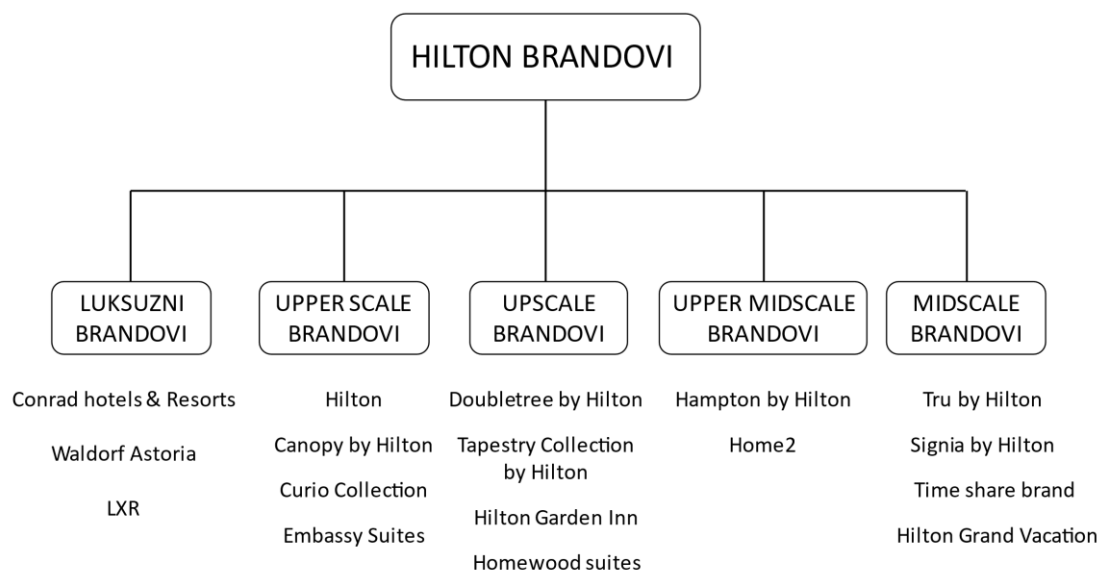 HILTON BRANDOVI
LUKSUZNI
BRANDOVI
Conrad hotels & Resorts
Waldorf Astoria
LXR
UPPER SCALE
BRANDOVI
Hilton
Canopy by Hilton
Curio Collection
Embassy Suites
UPSCALE
BRANDOVI
Doubletree by Hilton
Tapestry Collection
by Hilton
Hilton Garden Inn
Homewood suites
UPPER MIDSCALE
BRANDOVI
Hampton by Hilton
Home2
MIDSCALE
BRANDOVI
Tru by Hilton
Signia by Hilton
Time share brand
Hilton Grand Vacation